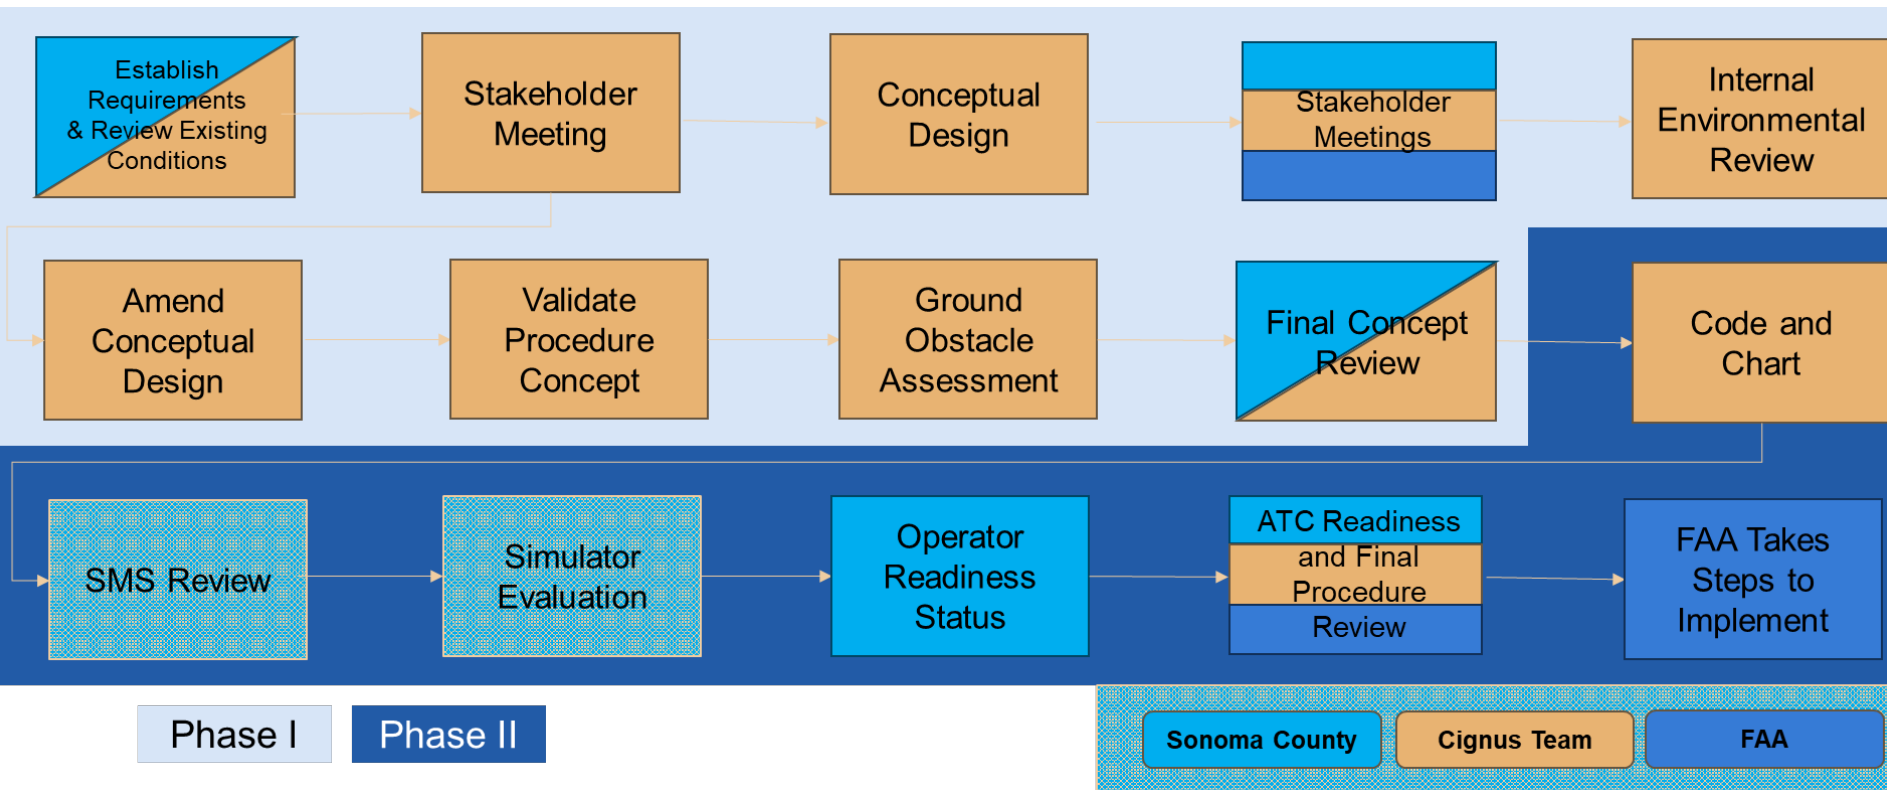 Establish
Requirements
& Review Existing
Conditions
Stakeholder
Meeting
Conceptual
Design
Stakeholder
Meetings
Internal
Environmental
Review
Amend
Conceptual
Design
Validate
Procedure
Concept
Ground
Obstacle
Assessment
Final Concept
Review
Code and
Chart
SMS Review
Simulator
Evaluation
Operator
Readiness
Status
ATC Readiness
and Final
Procedure
Review
FAA Takes
Steps to
Implement
Phase I
Phase II
Sonoma County
Cignus Team
FAA